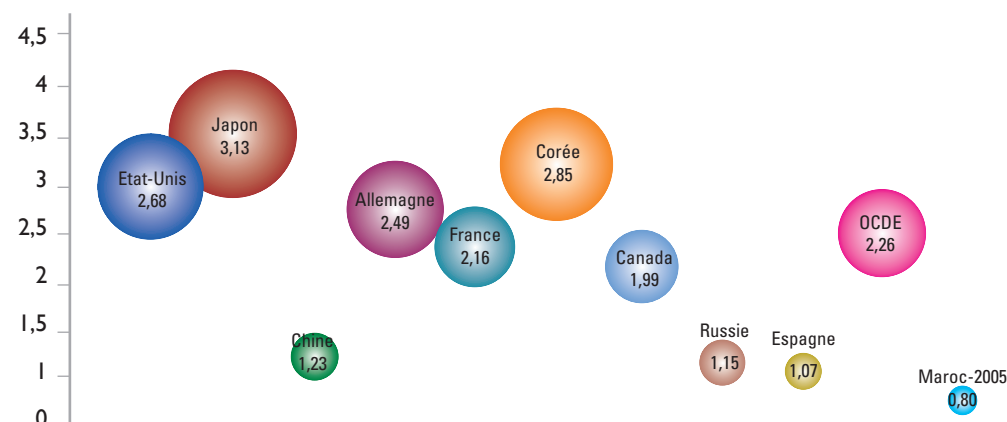 4,5
4
3,5
3
2,5
2
1,5
1
0
Etat-Unis
2,68
Japon
3,13
Chine
1,23
Allemagne
2,49
France
2,16
Corée
2,85
Canada
1,99
Russie
1,15
Espagne
1,07
OCDE
2,26
Maroc-2005
0,80